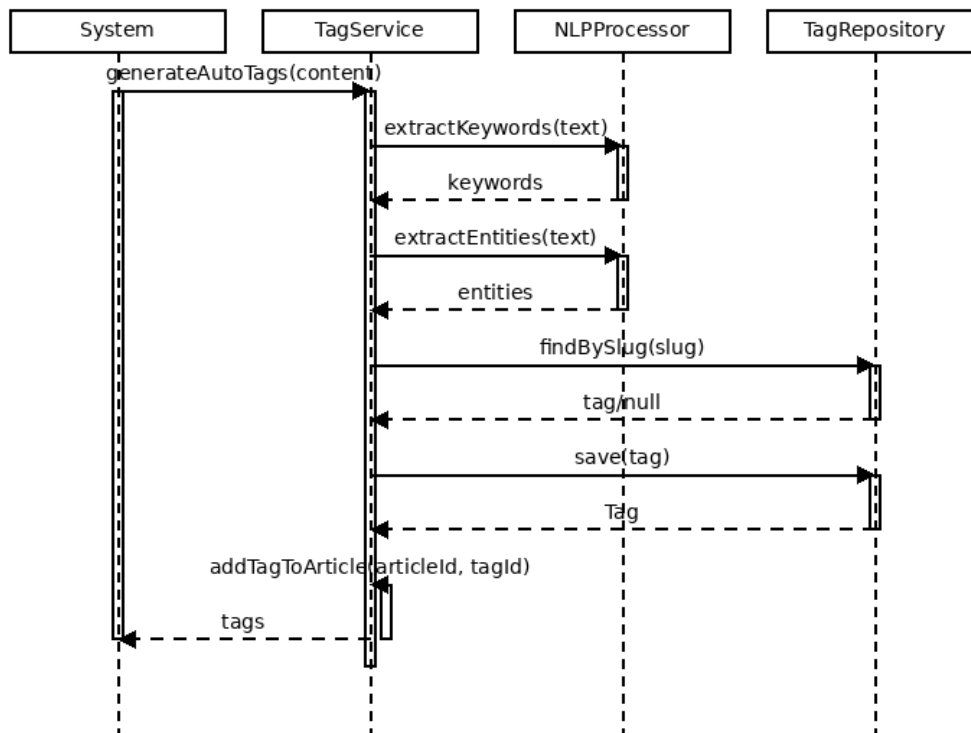 System
TagService
NLPProcessor
TagRepository
generateAutoTags(content)
extractKeywords(text)
keywords
extractEntities(text)
entities
findBySlug(slug)
tag/null
save(tag)
Tag
addTagToArticle(articleId, tagId)
tags